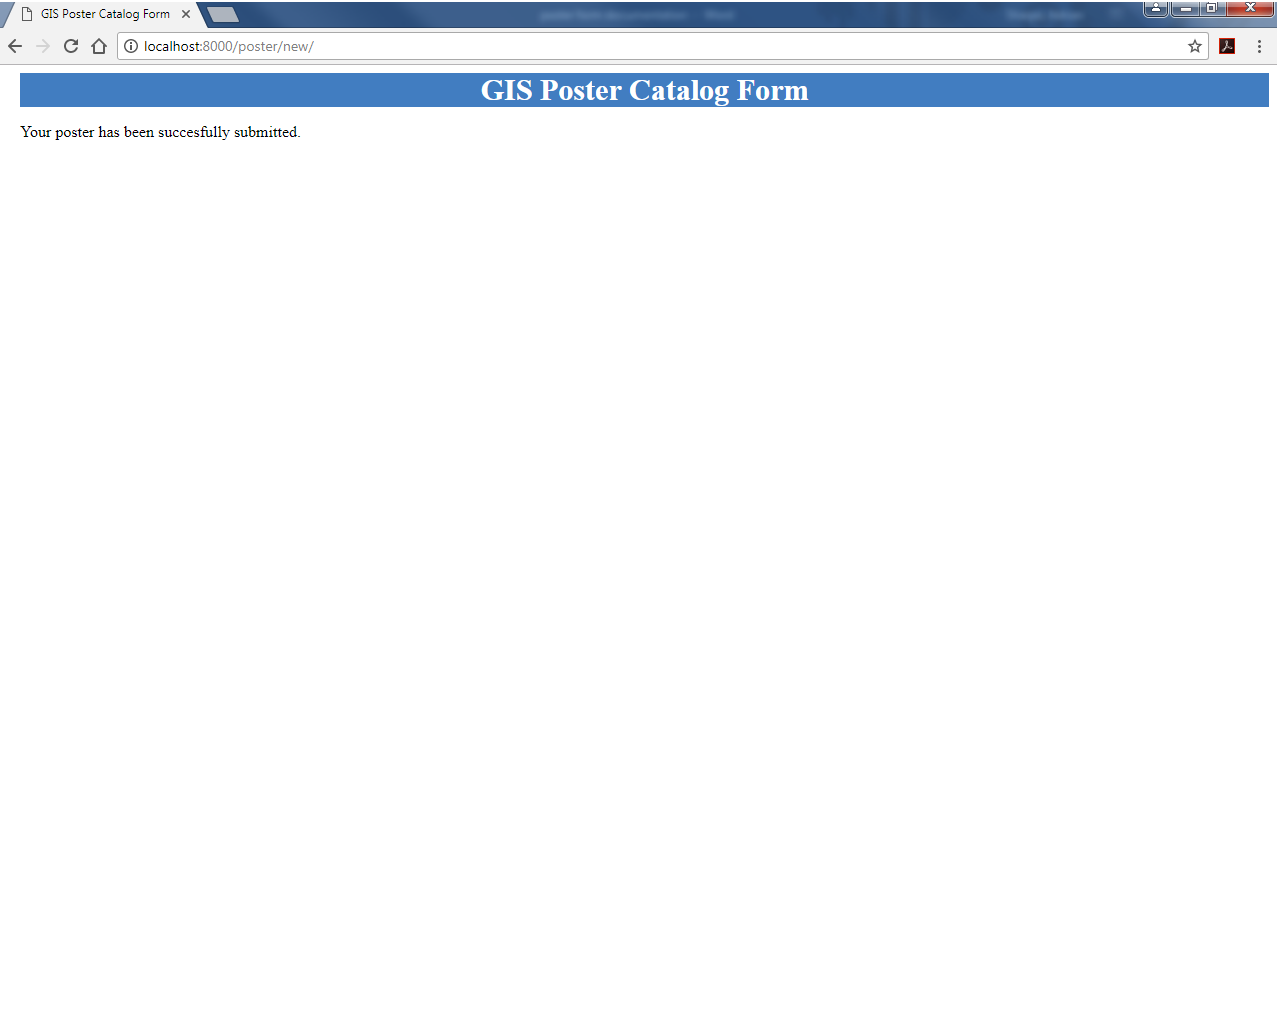 GIS Poster Catalog Form
localhost:8000/poster/new/
GIS Poster Catalog Form
Your poster has been succesfully submitted.